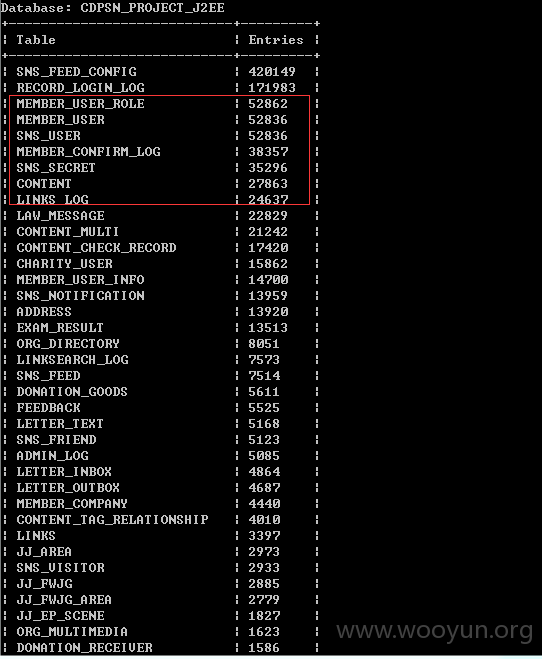 Database: CDPSN_PROJECT_J2EE
+----------------------------+---------+
¦ Table ¦ Entries ¦
+----------------------------+---------+
¦ SNS_FEED_CONFIG ¦ 420149 ¦
¦ RECORD_LOGIN_LOG ¦ 171983 ¦
¦ MEMBER_USER_ROLE ¦ 52862 ¦
¦ MEMBER_USER ¦ 52836 ¦
¦ SNS_USER ¦ 52836 ¦
¦ MEMBER_CONFIRM_LOG ¦ 38357 ¦
¦ SNS_SECRET ¦ 35296 ¦
¦ CONTENT ¦ 27863 ¦
¦ LINKS_LOG ¦ 24637 ¦
¦ LAW_MESSAGE ¦ 22829 ¦
¦ CONTENT_MULTI ¦ 21242 ¦
¦ CONTENT_CHECK_RECORD ¦ 17420 ¦
¦ CHARITY_USER ¦ 15862 ¦
¦ MEMBER_USER_INFO ¦ 14700 ¦
¦ SNS_NOTIFICATION ¦ 13959 ¦
¦ ADDRESS ¦ 13920 ¦
¦ EXAM_RESULT ¦ 13513 ¦
¦ ORG_DIRECTORY ¦ 8051 ¦
¦ LINKSEARCH_LOG ¦ 7573 ¦
¦ SNS_FEED ¦ 7514 ¦
¦ DONATION_GOODS ¦ 5611 ¦
¦ FEEDBACK ¦ 5525 ¦
¦ LETTER_TEXT ¦ 5168 ¦
¦ SNS_FRIEND ¦ 5123 ¦
¦ ADMIN_LOG ¦ 5085 ¦
¦ LETTER_INBOX ¦ 4864 ¦
¦ LETTER_OUTBOX ¦ 4687 ¦
¦ MEMBER_COMPANY ¦ 4440 ¦
¦ CONTENT_TAG_RELATIONSHIP ¦ 4010 ¦
¦ LINKS ¦ 3397 ¦
¦ JJ_AREA ¦ 2973 ¦
¦ SNS_VISITOR ¦ 2933 ¦
¦ JJ_FWJG ¦ 2885 ¦
¦ JJ_FWJG_AREA ¦ 2779 ¦
¦ JJ_EP_SCENE ¦ 1827 ¦
¦ ORG_MULTIMEDIA ¦ 1623 ¦
¦ DONATION_RECEIVER ¦ 1586 ¦
www.wooyun.org